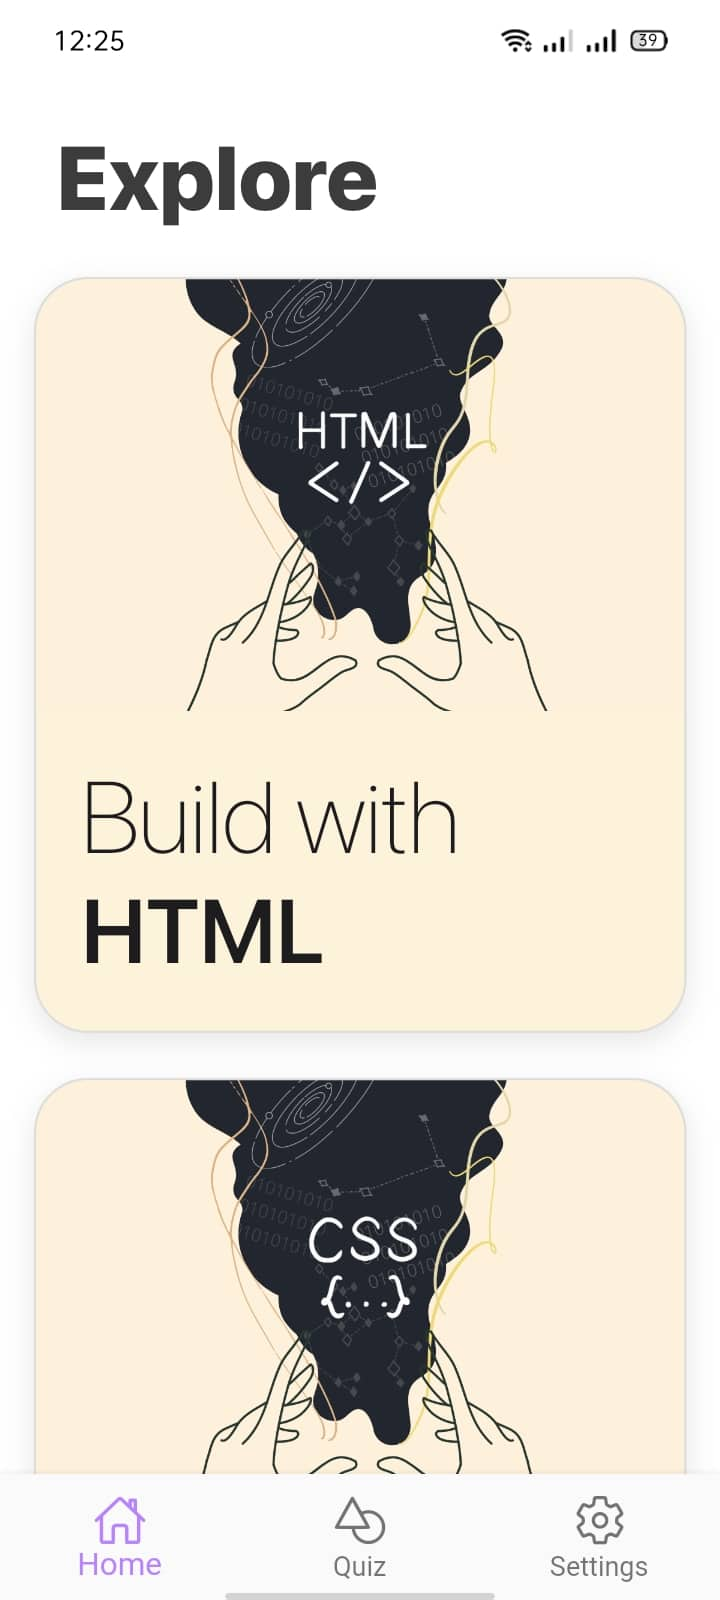 12:25
39
Explore
HTML
</>
Build with
HTML
CSS
{...}
Home
Quiz
Settings